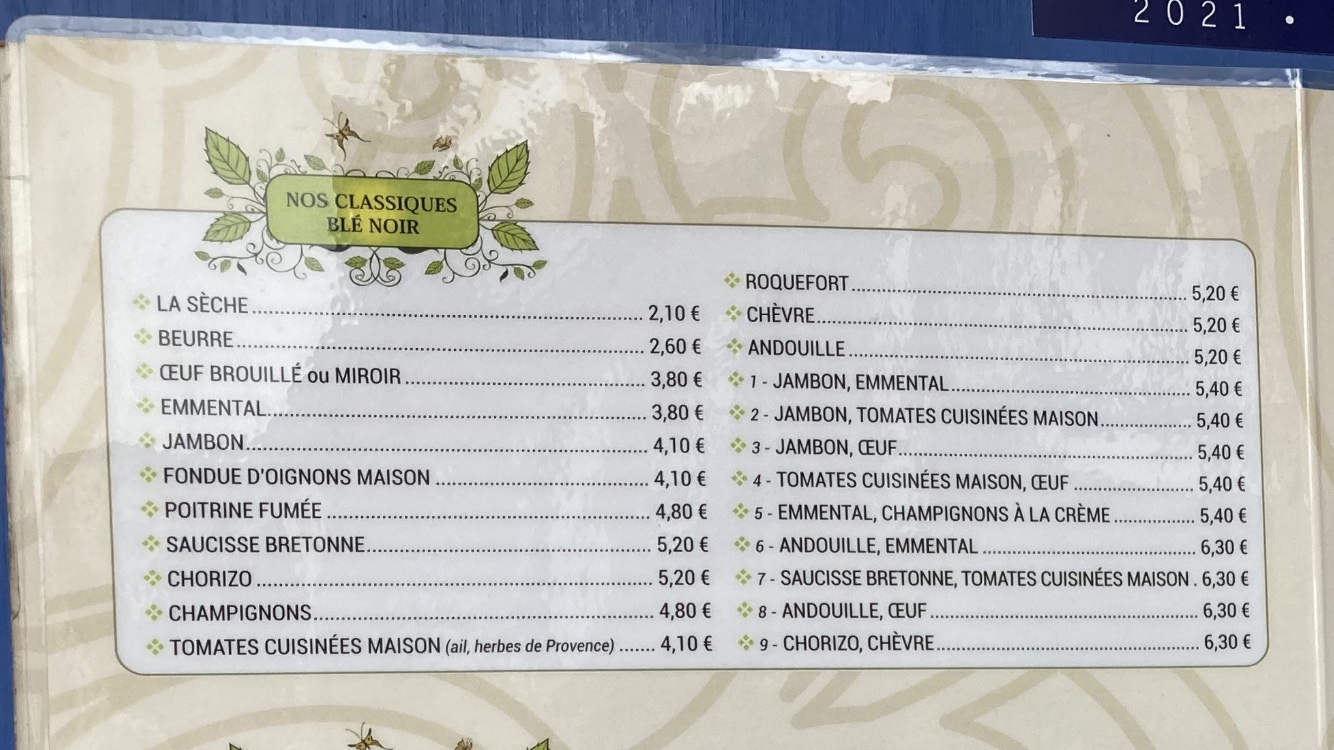 2021 •
NOS CLASSIQUES
BLÉ NOIR
LA SÈCHE 2,10 €
BEURRE 2,60 €
ŒUF BROUILLÉ ou MIROIR 3,80 €
EMMENTAL 3,80 €
JAMBON 4,10 €
FONDUE D'OIGNONS MAISON 4,10 €
POITRINE FUMÉE 4,80 €
SAUCISSE BRETONNE 5,20 €
CHORIZO 5,20 €
CHAMPIGNONS 4,80 €
TOMATES CUISINÉES MAISON (ail, herbes de Provence) 4,10 €
ROQUEFORT 5,20 €
CHÈVRE 5,20 €
ANDOUILLE 5,20 €
1 - JAMBON, EMMENTAL 5,40 €
2 - JAMBON, TOMATES CUISINÉES MAISON 5,40 €
3 - JAMBON, ŒUF 5,40 €
4 - TOMATES CUISINÉES MAISON, ŒUF 5,40 €
5 - EMMENTAL, CHAMPIGNONS À LA CRÈME 5,40 €
6 - ANDOUILLE, EMMENTAL 6,30 €
7 - SAUCISSE BRETONNE, TOMATES CUISINÉES MAISON 6,30 €
8 - ANDOUILLE, ŒUF 6,30 €
9 - CHORIZO, CHÈVRE 6,30 €